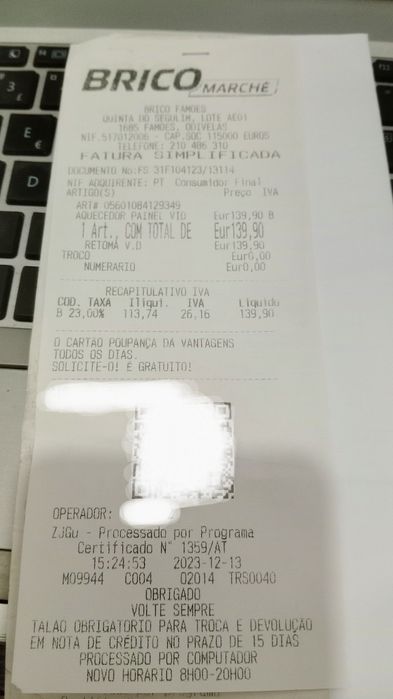 BRICO MARCHÉ
BRICO FAMOES
QUINTA DO SEGULIM, LOTE AE01
1685 FAMOES, ODIVELAS
NIF.517012006 - CAP.SOC 115000 EUROS
TELEFONE: 210 486 310
FATURA SIMPLIFICADA
DOCUMENTO No:FS 31F104123/13114
NIF ADQUIRENTE: PT Consumidor Final
ARTIGO(S) Preço IVA
ART# 05601084129349
AQUECEDOR PAINEL VID Eur139,90 B
1 Art., COM TOTAL DE Eur139,90
RETOMA V.D Eur139,90
TROCO Eur0,00
NUMERARIO Eur0,00
RECAPITULATIVO IVA
COD. TAXA Iliqui. IVA Liquido
B 23,00% 113,74 26,16 139,90
O CARTÃO POUPANÇA DA VANTAGENS
TODOS OS DIAS.
SOLICITE-O! É GRATUITO!
OPERADOR:
ZJGu - Processado por Programa
Certificado N° 1359/AT
15:24:53 2023-12-13
M09944 C004 02014 TRS0040
OBRIGADO
VOLTE SEMPRE
TALAO OBRIGATORIO PARA TROCA E DEVOLUÇAO
EM NOTA DE CRÉDITO NO PRAZO DE 15 DIAS
PROCESSADO POR COMPUTADOR
NOVO HORARIO 8H00-20H00